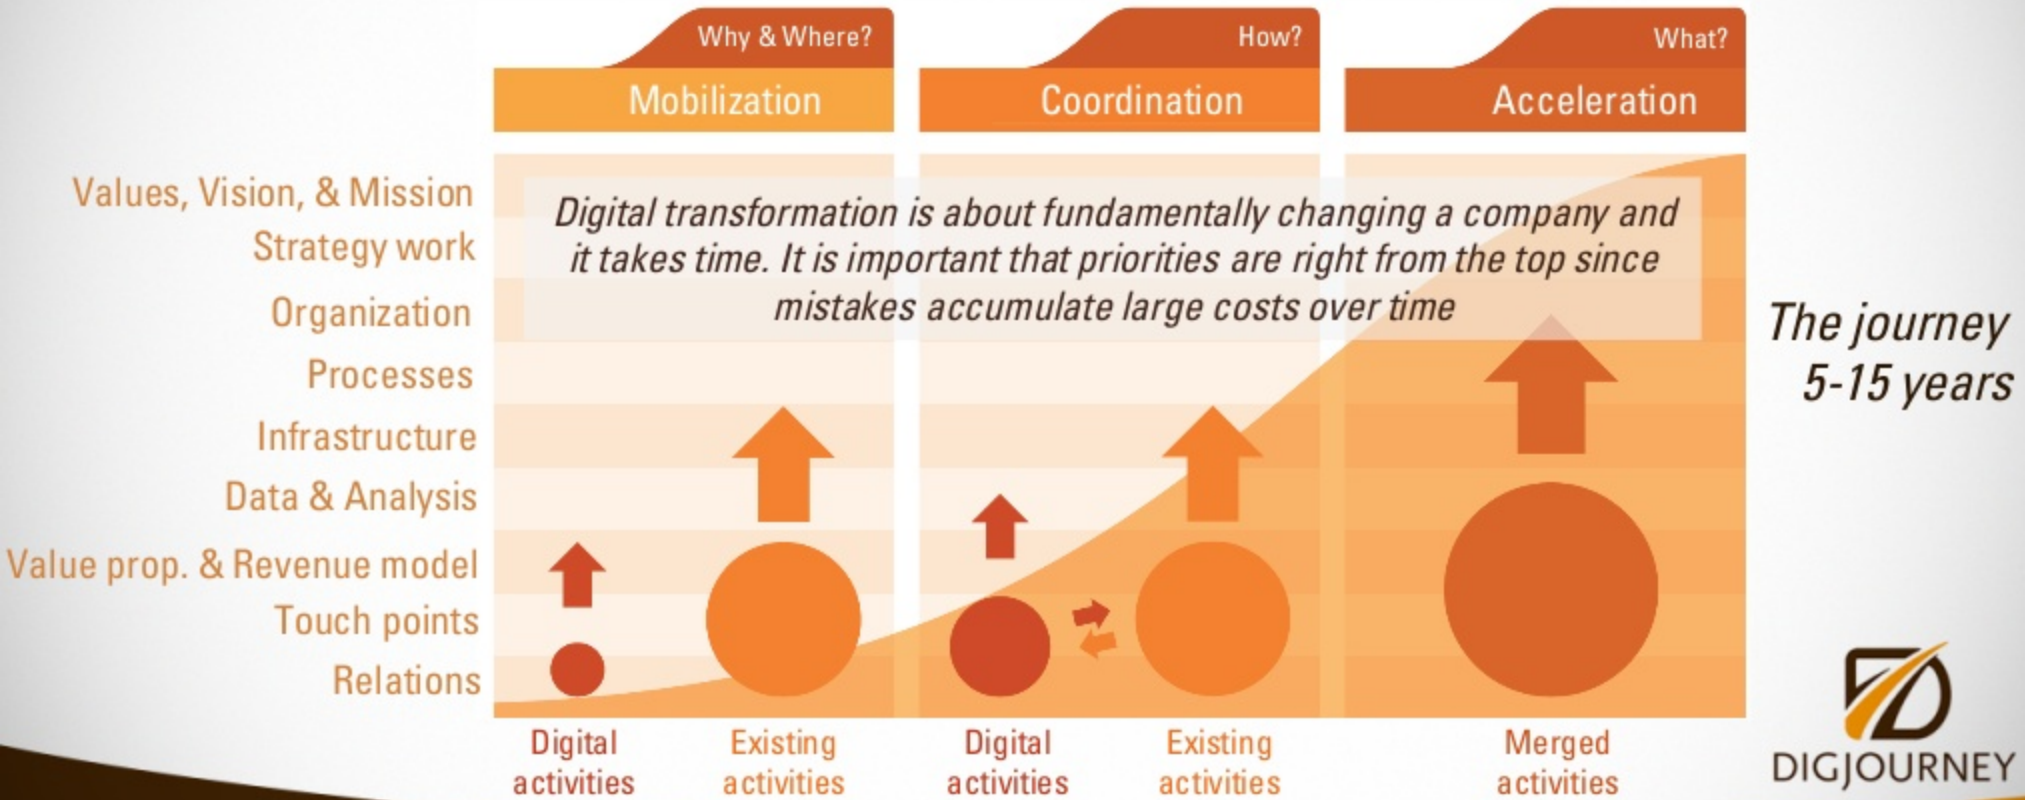 Why & Where?
How?
What?
Mobilization
Coordination
Acceleration
Values, Vision, & Mission
Strategy work
Organization
Processes
Infrastructure
Data & Analysis
Value prop. & Revenue model
Touch points
Relations
Digital transformation is about fundamentally changing a company and
it takes time. It is important that priorities are right from the top since
mistakes accumulate large costs over time
The journey
5-15 years
Digital
activities
Existing
activities
Digital
activities
Existing
activities
Merged
activities
DIGJOURNEY